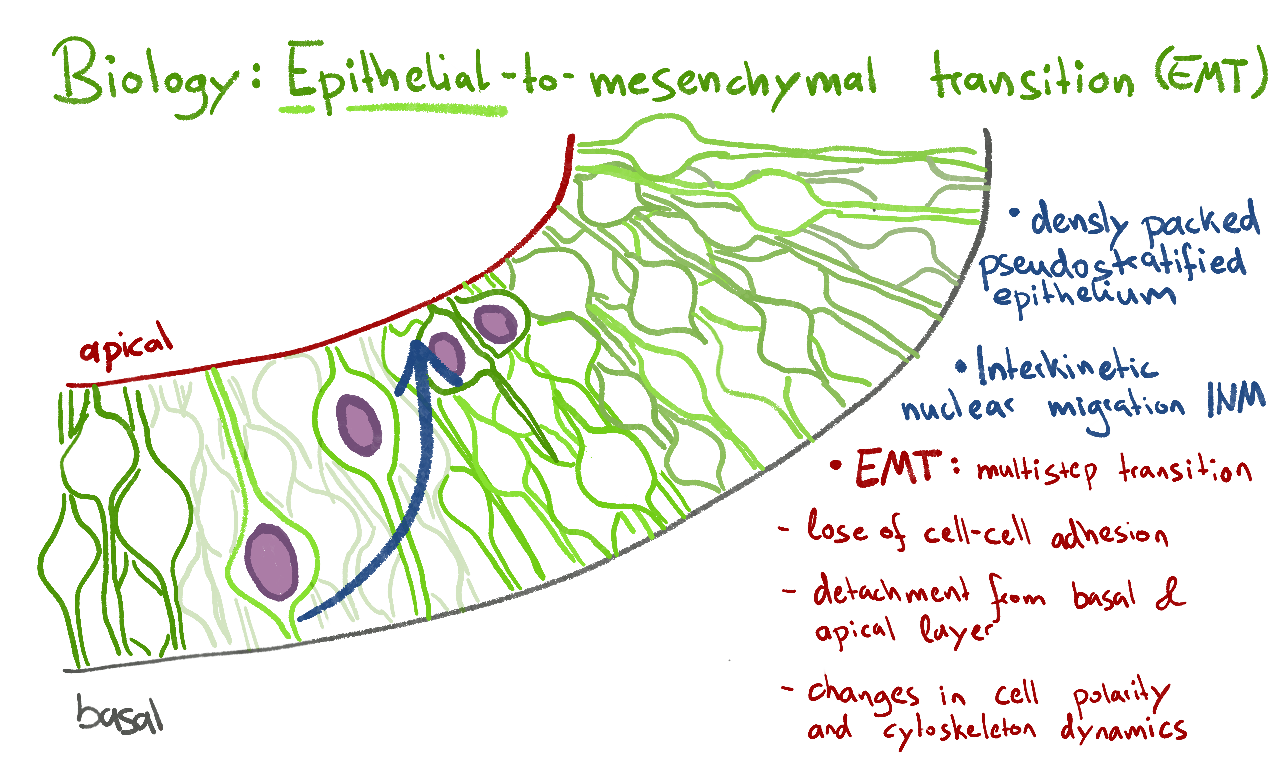 Biology: Epithelial-to-mesenchymal transition (EMT)
apical
basal
• densly packed
pseudostratified
epithelium
• Interkinetic
nuclear migration INM
• EMT: multistep transition
- lose of cell-cell adhesion
- detachment from basal &
apical layer
- changes in cell polarity
and cyloskeleton dynamics